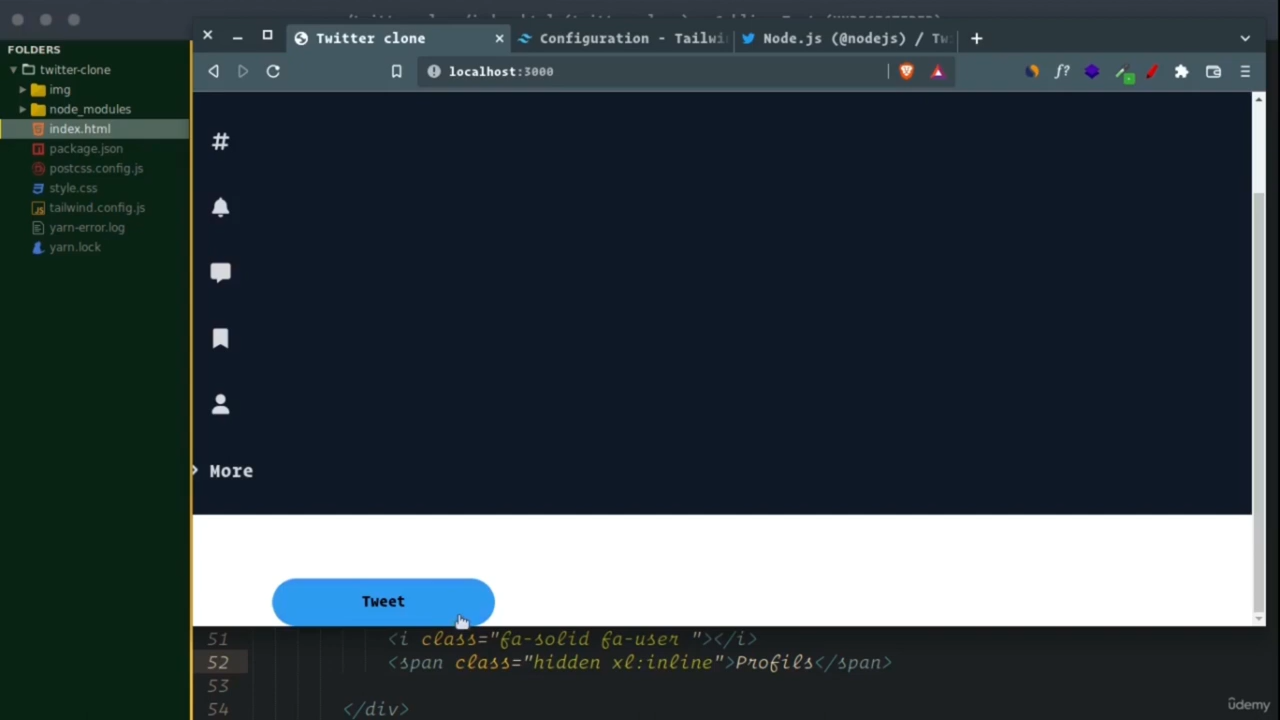 FOLDERS
twitter-clone
img
node_modules
index.html
package.json
postcss.config.js
style.css
tailwind.config.js
yarn-error.log
yarn.lock
Twitter clone
Configuration - Tailwi
Node.js (@nodejs) / Tw
localhost:3000
f?
#
More
Tweet
51 <i class="fa-solid fa-user "></i>
52 <span class="hidden xl:inline">Profils</span>
53
54 </div>
ûdemy